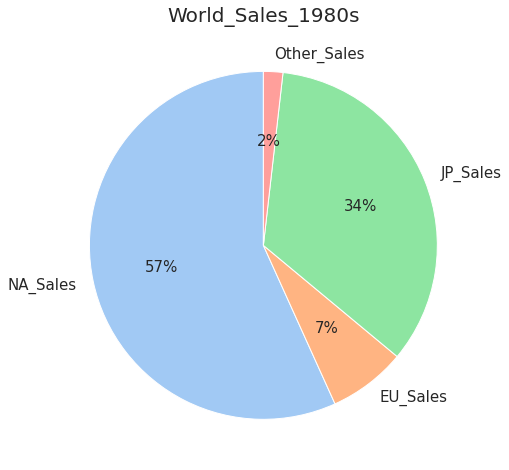 World_Sales_1980s
Other_Sales
2%
JP_Sales
34%
57%
NA_Sales
7%
EU_Sales